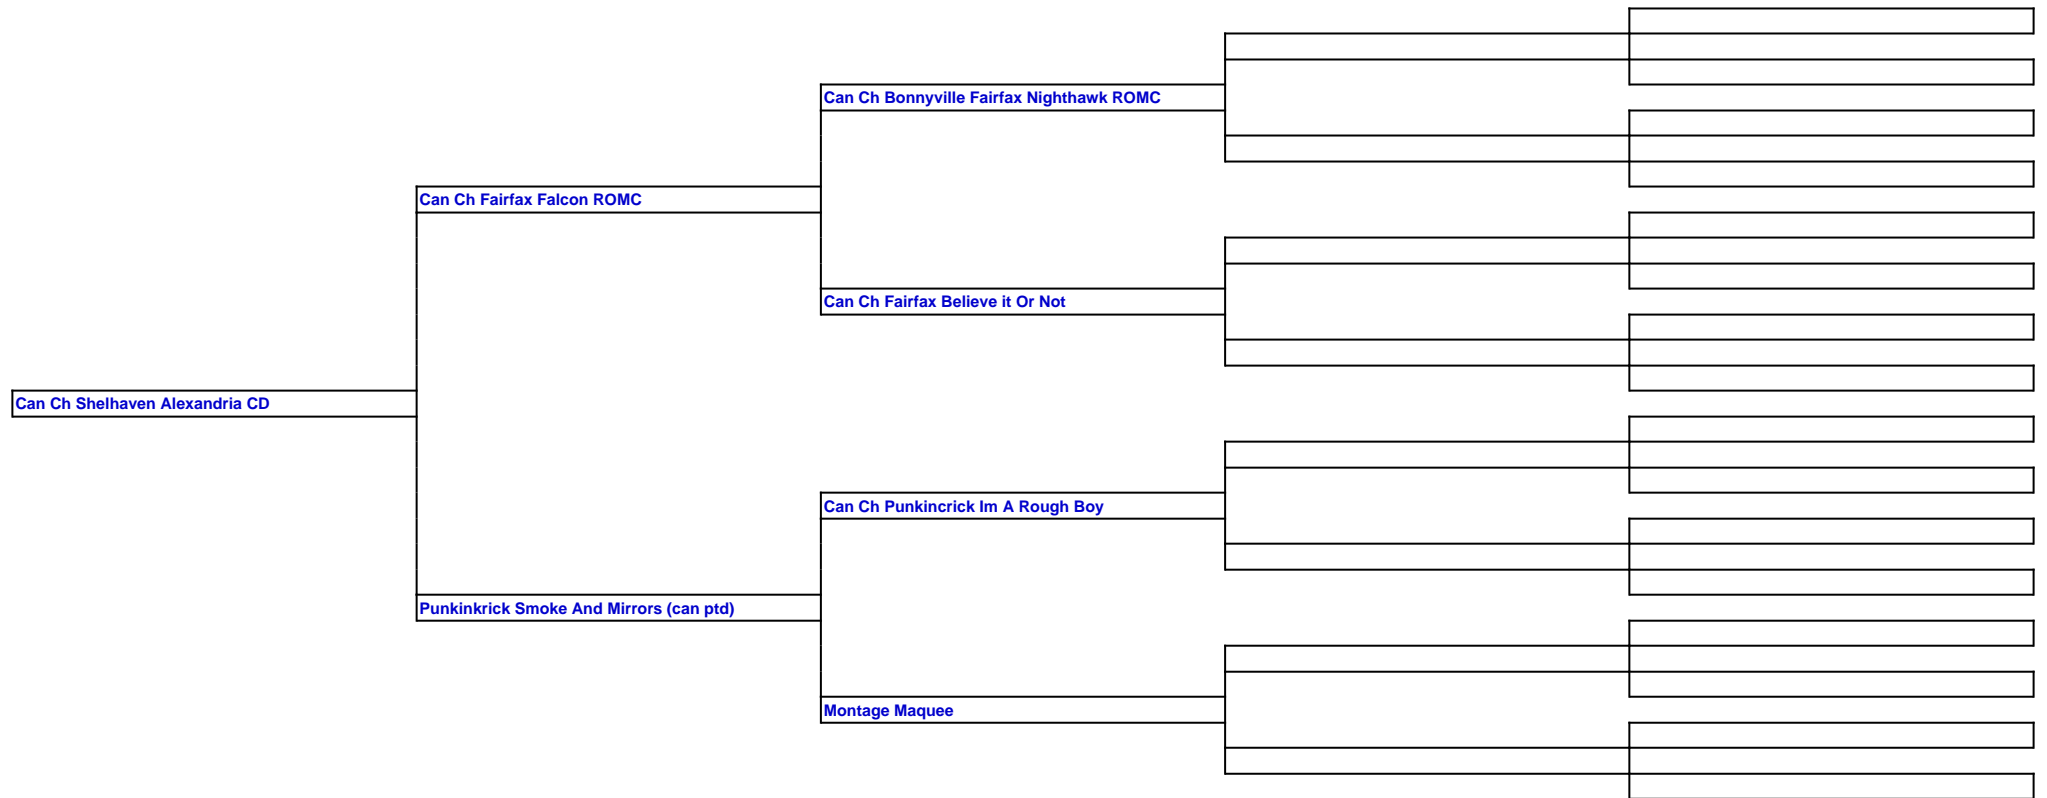 Can Ch Bonnyville Fairfax Nighthawk ROMC
Can Ch Fairfax Falcon ROMC
Can Ch Fairfax Believe it Or Not
Can Ch Shelhaven Alexandria CD
Can Ch Punkincrick Im A Rough Boy
Punkinkrick Smoke And Mirrors (can ptd)
Montage Maquee